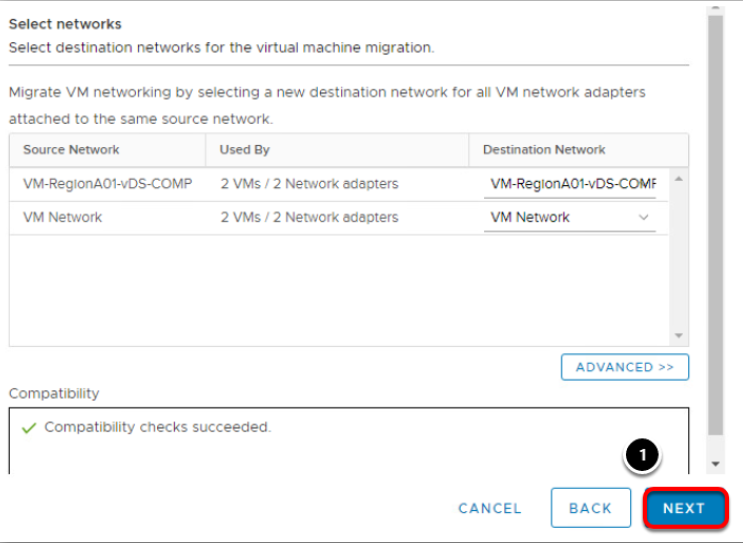 Select networks
Select destination networks for the virtual machine migration.
Migrate VM networking by selecting a new destination network for all VM network adapters
attached to the same source network.
Source Network Used By Destination Network
VM-RegionA01-vDS-COMP 2 VMs / 2 Network adapters VM-RegionA01-vDS-COMF
VM Network 2 VMs / 2 Network adapters VM Network
ADVANCED >>
Compatibility
Compatibility checks succeeded.
1
CANCEL BACK NEXT